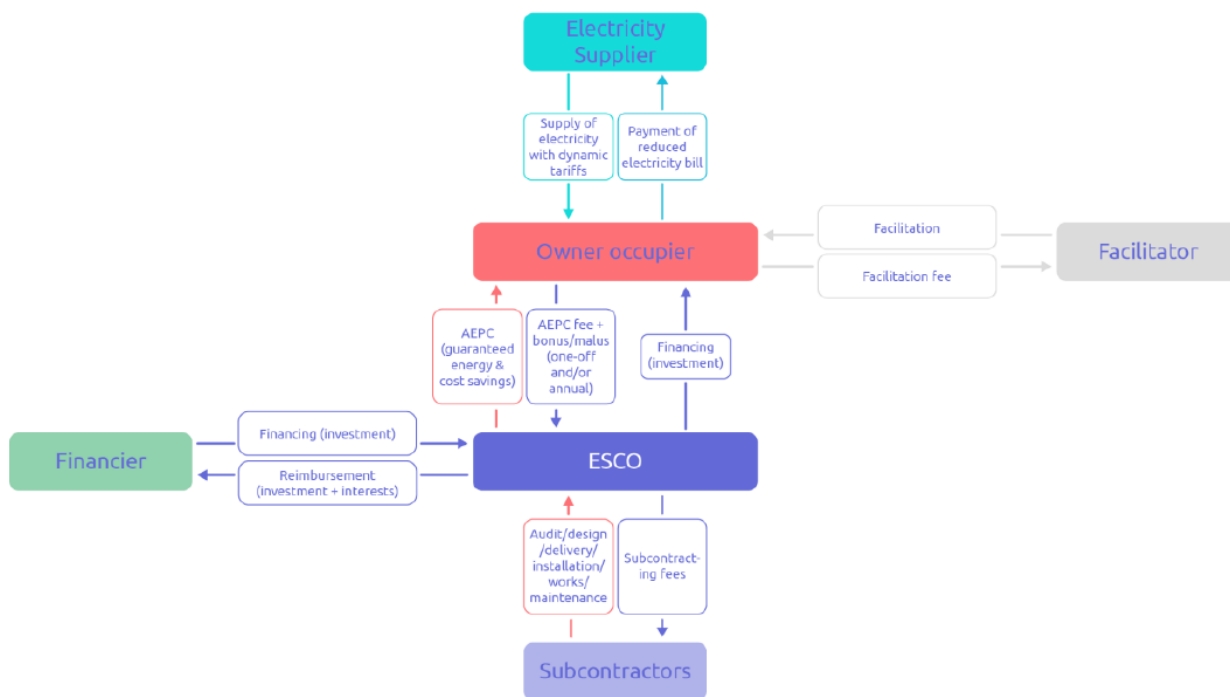 Electricity
Supplier
Supply of
electricity
with dynamic
tariffs
Payment of
reduced
electricity bill
Owner occupier
Facilitation
Facilitation fee
Facilitator
AEPC
(guaranteed
energy &
cost savings)
AEPC fee +
bonus/malus
(one-off
and/or
annual)
Financing
(investment)
Financier
Financing (investment)
Reimbursement
(investment + interests)
ESCO
Audit/design
/delivery/
installation/
works/
maintenance
Subcontract-
ing fees
Subcontractors